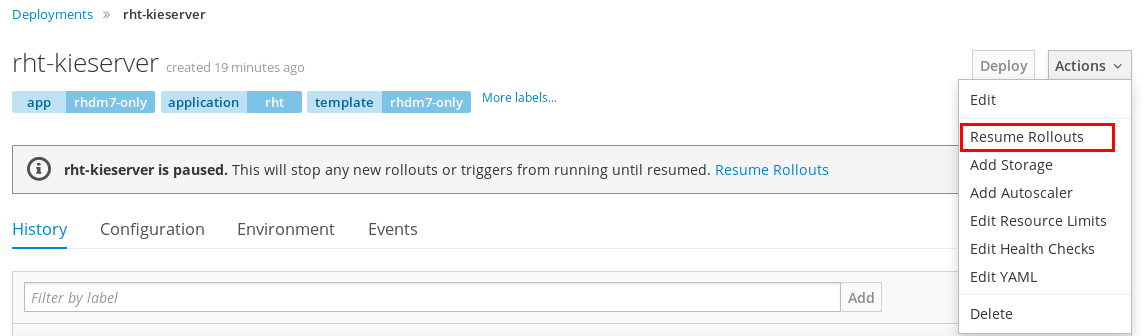 Deployments » rht-kieserver
rht-kieserver created 19 minutes ago
Deploy
Actions
app rhdm7-only application rht template rhdm7-only More labels...
rht-kieserver is paused. This will stop any new rollouts or triggers from running until resumed. Resume Rollouts
Edit
Resume Rollouts
Add Storage
Add Autoscaler
Edit Resource Limits
Edit Health Checks
Edit YAML
Delete
History Configuration Environment Events
Filter by label Add